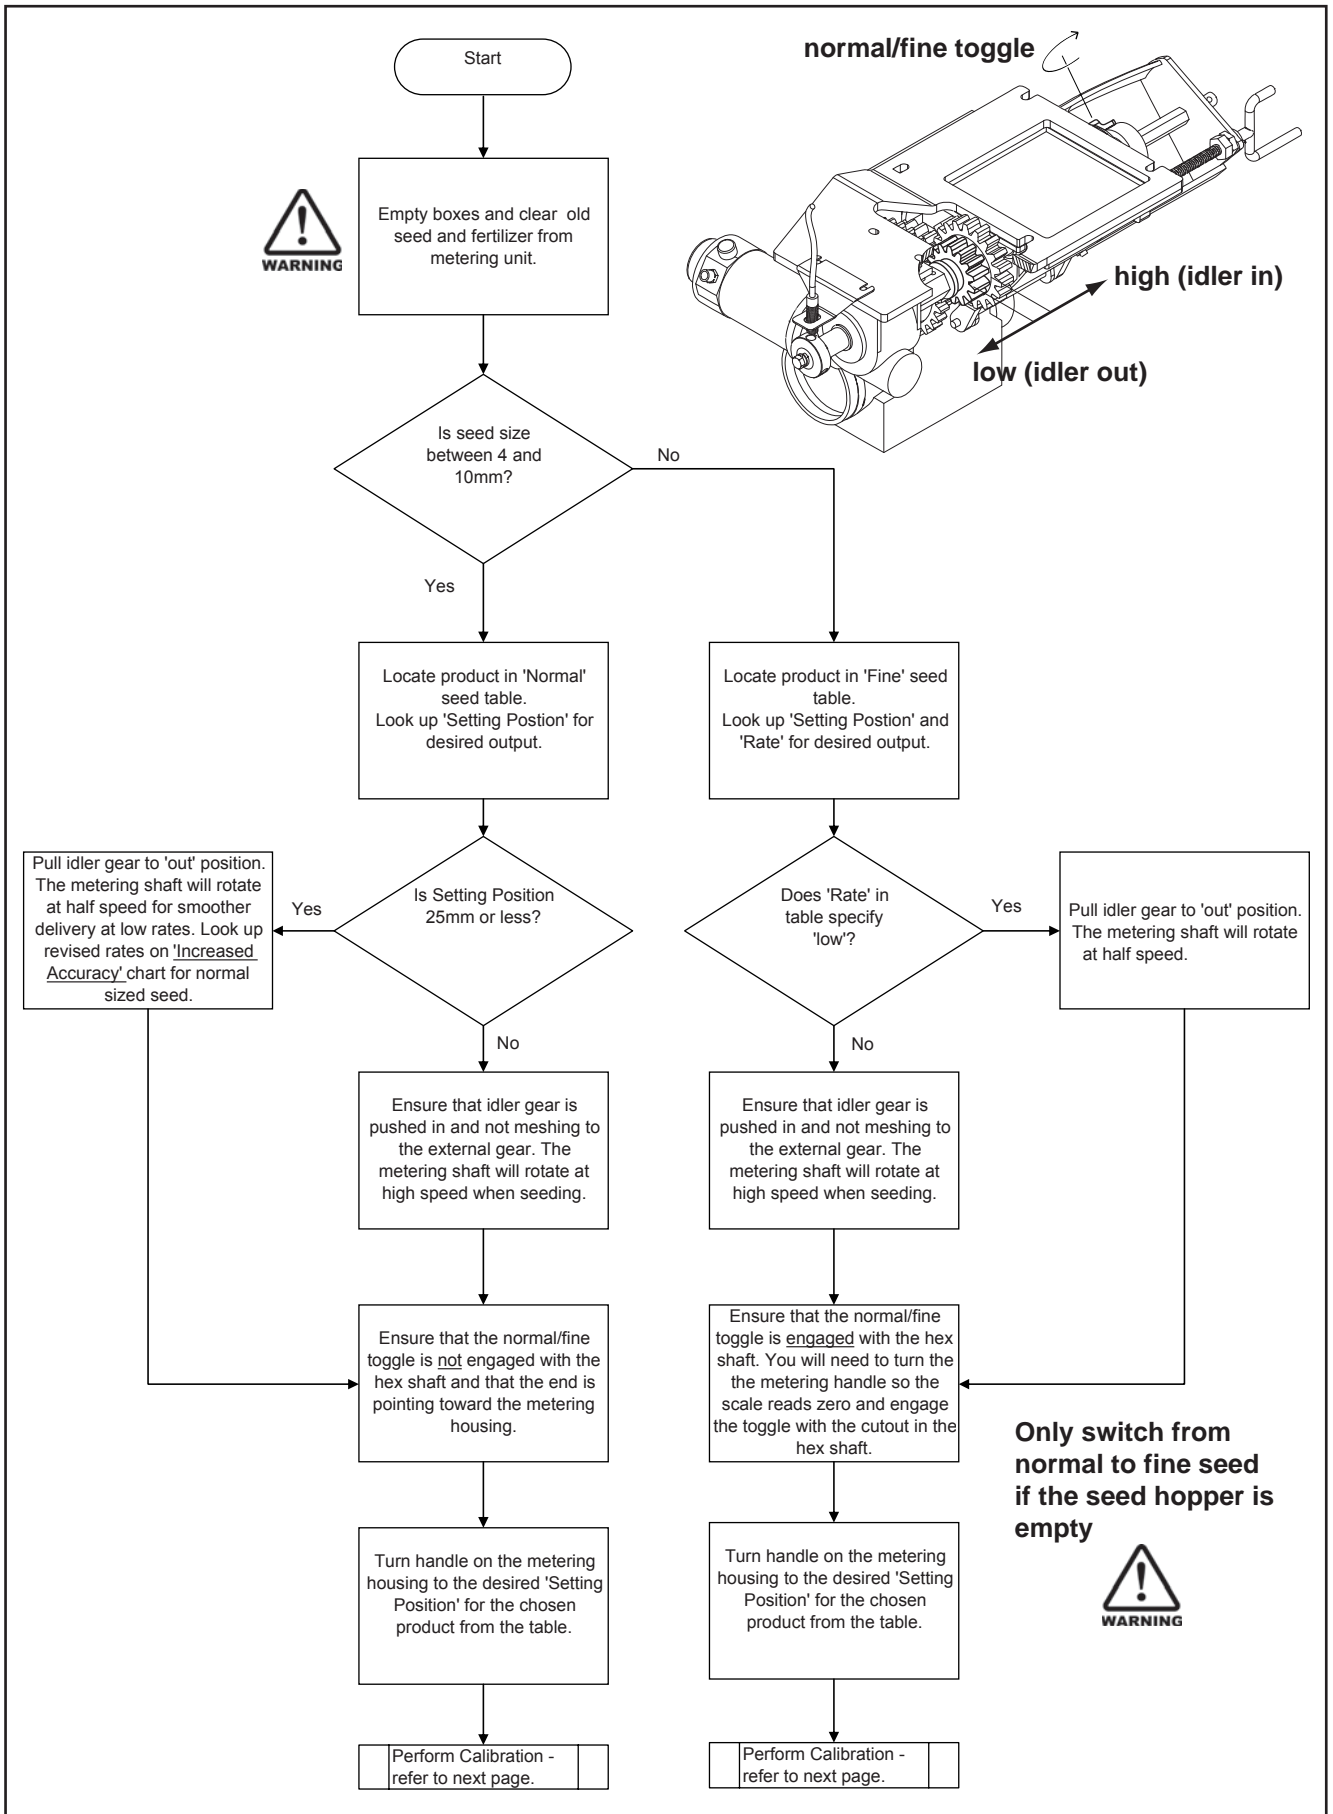 Start
normal/fine toggle
WARNING
Empty boxes and clear old
seed and fertilizer from
metering unit.
high (idler in)
low (idler out)
Is seed size
between 4 and
10mm?
No
Yes
Locate product in 'Normal'
seed table.
Look up 'Setting Postion' for
desired output.
Locate product in 'Fine' seed
table.
Look up 'Setting Postion' and
'Rate' for desired output.
Pull idler gear to 'out' position.
The metering shaft will rotate
at half speed for smoother
delivery at low rates. Look up
revised rates on 'Increased
Accuracy' chart for normal
sized seed.
Yes
Is Setting Position
25mm or less?
No
Does 'Rate' in
table specify
'low'?
Yes
Pull idler gear to 'out' position.
The metering shaft will rotate
at half speed.
No
Ensure that idler gear is
pushed in and not meshing to
the external gear. The
metering shaft will rotate at
high speed when seeding.
Ensure that idler gear is
pushed in and not meshing to
the external gear. The
metering shaft will rotate at
high speed when seeding.
Ensure that the normal/fine
toggle is not engaged with the
hex shaft and that the end is
pointing toward the metering
housing.
Ensure that the normal/fine
toggle is engaged with the hex
shaft. You will need to turn the
the metering handle so the
scale reads zero and engage
the toggle with the cutout in the
hex shaft.
Only switch from
normal to fine seed
if the seed hopper is
empty
WARNING
Turn handle on the metering
housing to the desired 'Setting
Position' for the chosen
product from the table.
Turn handle on the metering
housing to the desired 'Setting
Position' for the chosen
product from the table.
Perform Calibration -
refer to next page.
Perform Calibration -
refer to next page.